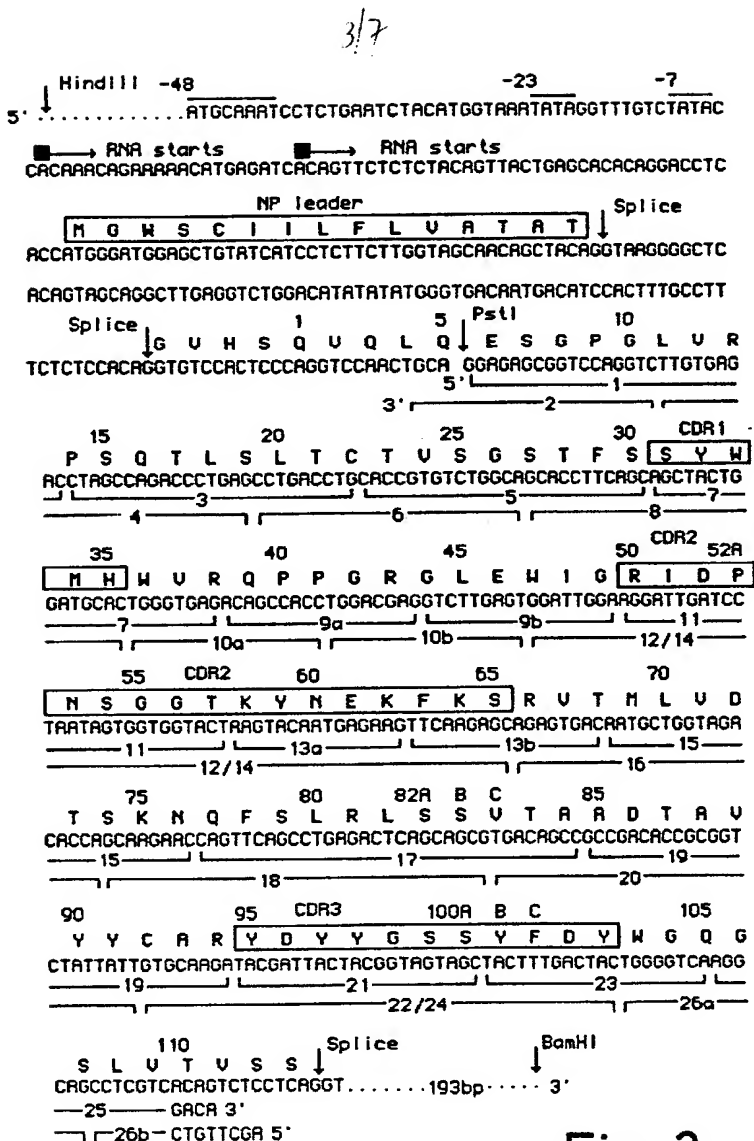 3/7
HindIII -48 -23 -7
5' ............ATGCAAATCCTCTGAATCTACATGGTAAATATAGGTTTGTCTATAC
RNA starts RNA starts
CACAAACAGAAAAACATGAGATCACAGTTCTCTCTACAGTTACTGAGCACACAGGACCTC
NP leader
M G W S C I I L F L V A T A T Splice
ACCATGGGATGGAGCTGTATCATCCTCTTCTTGGTAGCAACAGCTACAGGTAAGGGGCTC
ACAGTAGCAGGCTTGAGGTCTGGACATATATATGGGTGACAATGACATCCACTTTGCCTT
Splice 1 5 PstI 10
G V H S Q V Q L Q E S G P G L V R
TCTCTCCACAGGTGTCCACTCCCAGGTCCAACTGCA GGAGAGCGGTCCAGGTCTTGTGAG
5' 1
3' 2
15 20 25 30 CDR1
P S Q T L S L T C T V S G S T F S S Y W
ACCTAGCCAGACCCTGAGCCTGACCTGCACCGTGTCTGGCAGCACCTTCAGCAGCTACTG
3 5 7
4 6 8
35 40 45 50 CDR2 52A
M H W V R Q P P G R G L E W I G R I D P
GATGCACTGGGTGAGACAGCCACCTGGACGAGGTCTTGAGTGGATTGGAAGGATTGATCC
7 9a 9b 11
10a 10b 12/14
55 CDR2 60 65 70
N S G G T K Y N E K F K S R V T M L V D
TAATAGTGGTGGTACTAAGTACAATGAGAAGTTCAAGAGCAGAGTGACAATGCTGGTAGA
11 13a 13b 15
12/14 16
75 80 82A B C 85
T S K N Q F S L R L S S V T A A D T A V
CACCAGCAAGAACCAGTTCAGCCTGAGACTCAGCAGCGTGACAGCCGCCGACACCGCGGT
15 17 19
18 20
90 95 CDR3 100A B C 105
Y Y C A R Y D Y Y G S S Y F D Y W G Q G
CTATTATTGTGCAAGATACGATTACTACGGTAGTAGCTACTTTGACTACTGGGGTCAAGG
19 21 23
22/24 26a
110 Splice BamHI
S L V T V S S
CAGCCTCGTCACAGTCTCCTCAGGT.......193bp..... 3'
25 GACA 3'
26b CTGTTCGA 5'